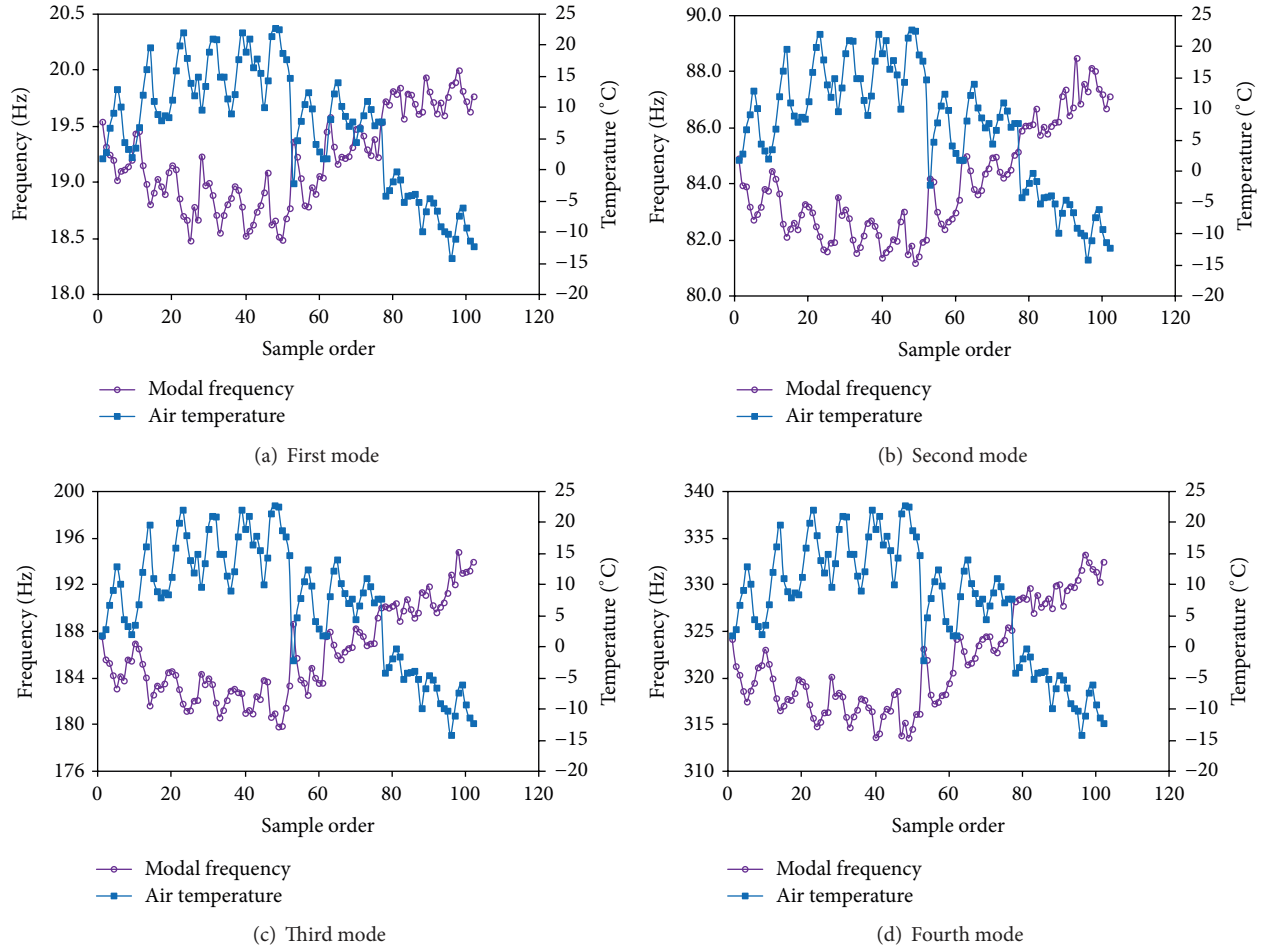 20.5
20.0
19.5
19.0
18.5
18.0
Frequency (Hz)
25
20
15
10
5
0
−5
−10
−15
−20
Temperature (°C)
0 20 40 60 80 100 120
Sample order
Modal frequency
Air temperature
(a) First mode
90.0
88.0
86.0
84.0
82.0
80.0
Frequency (Hz)
25
20
15
10
5
0
−5
−10
−15
−20
Temperature (°C)
0 20 40 60 80 100 120
Sample order
Modal frequency
Air temperature
(b) Second mode
200
196
192
188
184
180
176
Frequency (Hz)
25
20
15
10
5
0
−5
−10
−15
−20
Temperature (°C)
0 20 40 60 80 100 120
Sample order
Modal frequency
Air temperature
(c) Third mode
340
335
330
325
320
315
310
Frequency (Hz)
25
20
15
10
5
0
−5
−10
−15
−20
Temperature (°C)
0 20 40 60 80 100 120
Sample order
Modal frequency
Air temperature
(d) Fourth mode